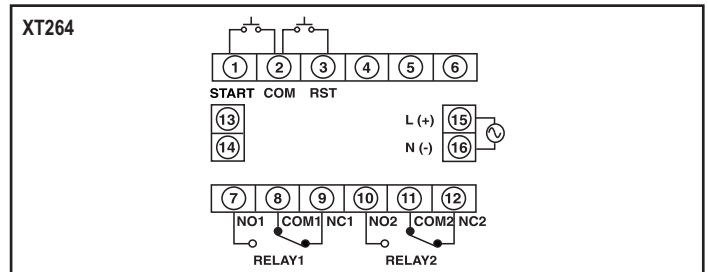 XT264
1 2 3 4 5 6
START COM RST
13 L (+) 15
14 N (-) 16
7 8 9 10 11 12
NO1 COM1 NC1 NO2 COM2 NC2
RELAY1 RELAY2